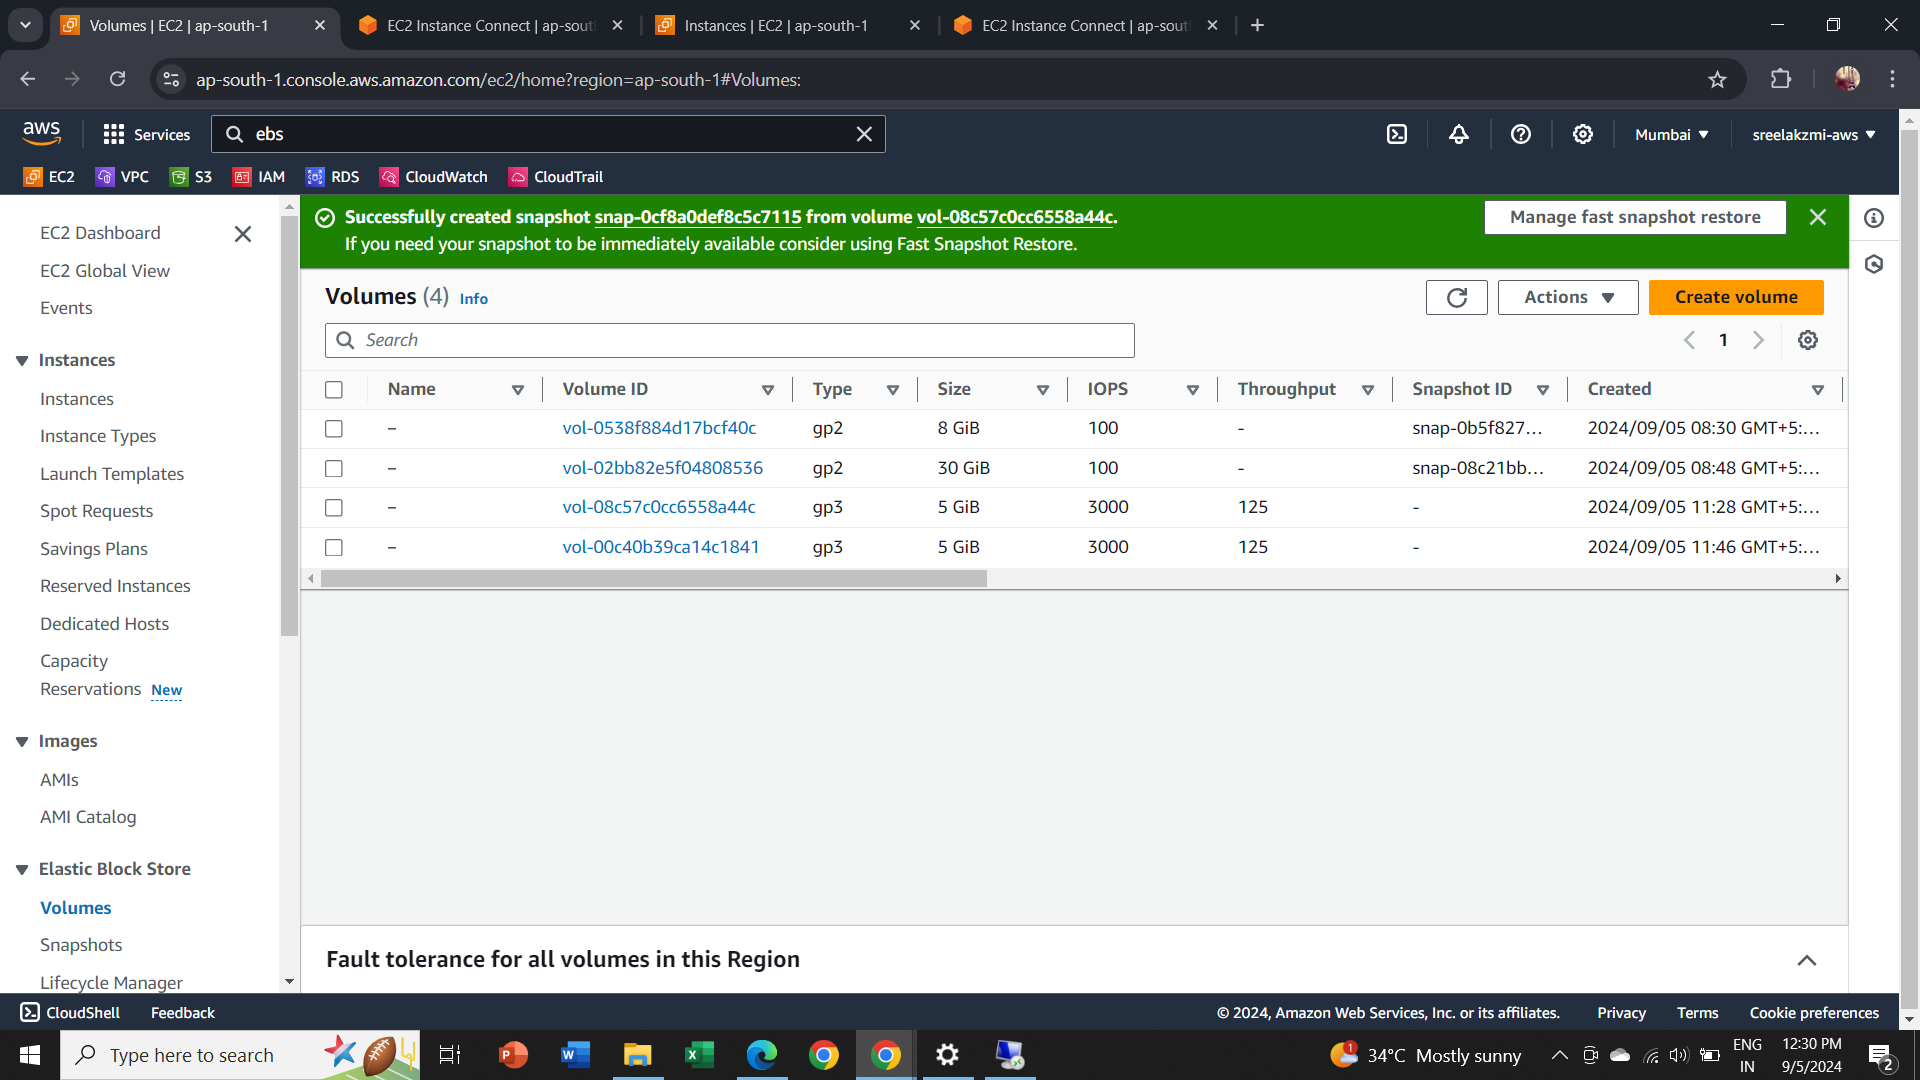 Volumes | EC2 | ap-south-1
EC2 Instance Connect | ap-sout
Instances | EC2 | ap-south-1
EC2 Instance Connect | ap-sout
ap-south-1.console.aws.amazon.com/ec2/home?region=ap-south-1#Volumes:
aws
Services
ebs
Mumbai
sreelakzmi-aws
EC2
VPC
S3
IAM
RDS
CloudWatch
CloudTrail
EC2 Dashboard
EC2 Global View
Events
Instances
Instances
Instance Types
Launch Templates
Spot Requests
Savings Plans
Reserved Instances
Dedicated Hosts
Capacity
Reservations New
Images
AMIs
AMI Catalog
Elastic Block Store
Volumes
Snapshots
Lifecycle Manager
Successfully created snapshot snap-0cf8a0def8c5c7115 from volume vol-08c57c0cc6558a44c.
If you need your snapshot to be immediately available consider using Fast Snapshot Restore.
Manage fast snapshot restore
Volumes (4) Info
Actions
Create volume
Search
1
Name Volume ID Type Size IOPS Throughput Snapshot ID Created
– vol-0538f884d17bcf40c gp2 8 GiB 100 - snap-0b5f827... 2024/09/05 08:30 GMT+5:...
– vol-02bb82e5f04808536 gp2 30 GiB 100 - snap-08c21bb... 2024/09/05 08:48 GMT+5:...
– vol-08c57c0cc6558a44c gp3 5 GiB 3000 125 - 2024/09/05 11:28 GMT+5:...
– vol-00c40b39ca14c1841 gp3 5 GiB 3000 125 - 2024/09/05 11:46 GMT+5:...
Fault tolerance for all volumes in this Region
CloudShell
Feedback
© 2024, Amazon Web Services, Inc. or its affiliates.
Privacy
Terms
Cookie preferences
Type here to search
1
34°C Mostly sunny
ENG
IN
12:30 PM
9/5/2024
2